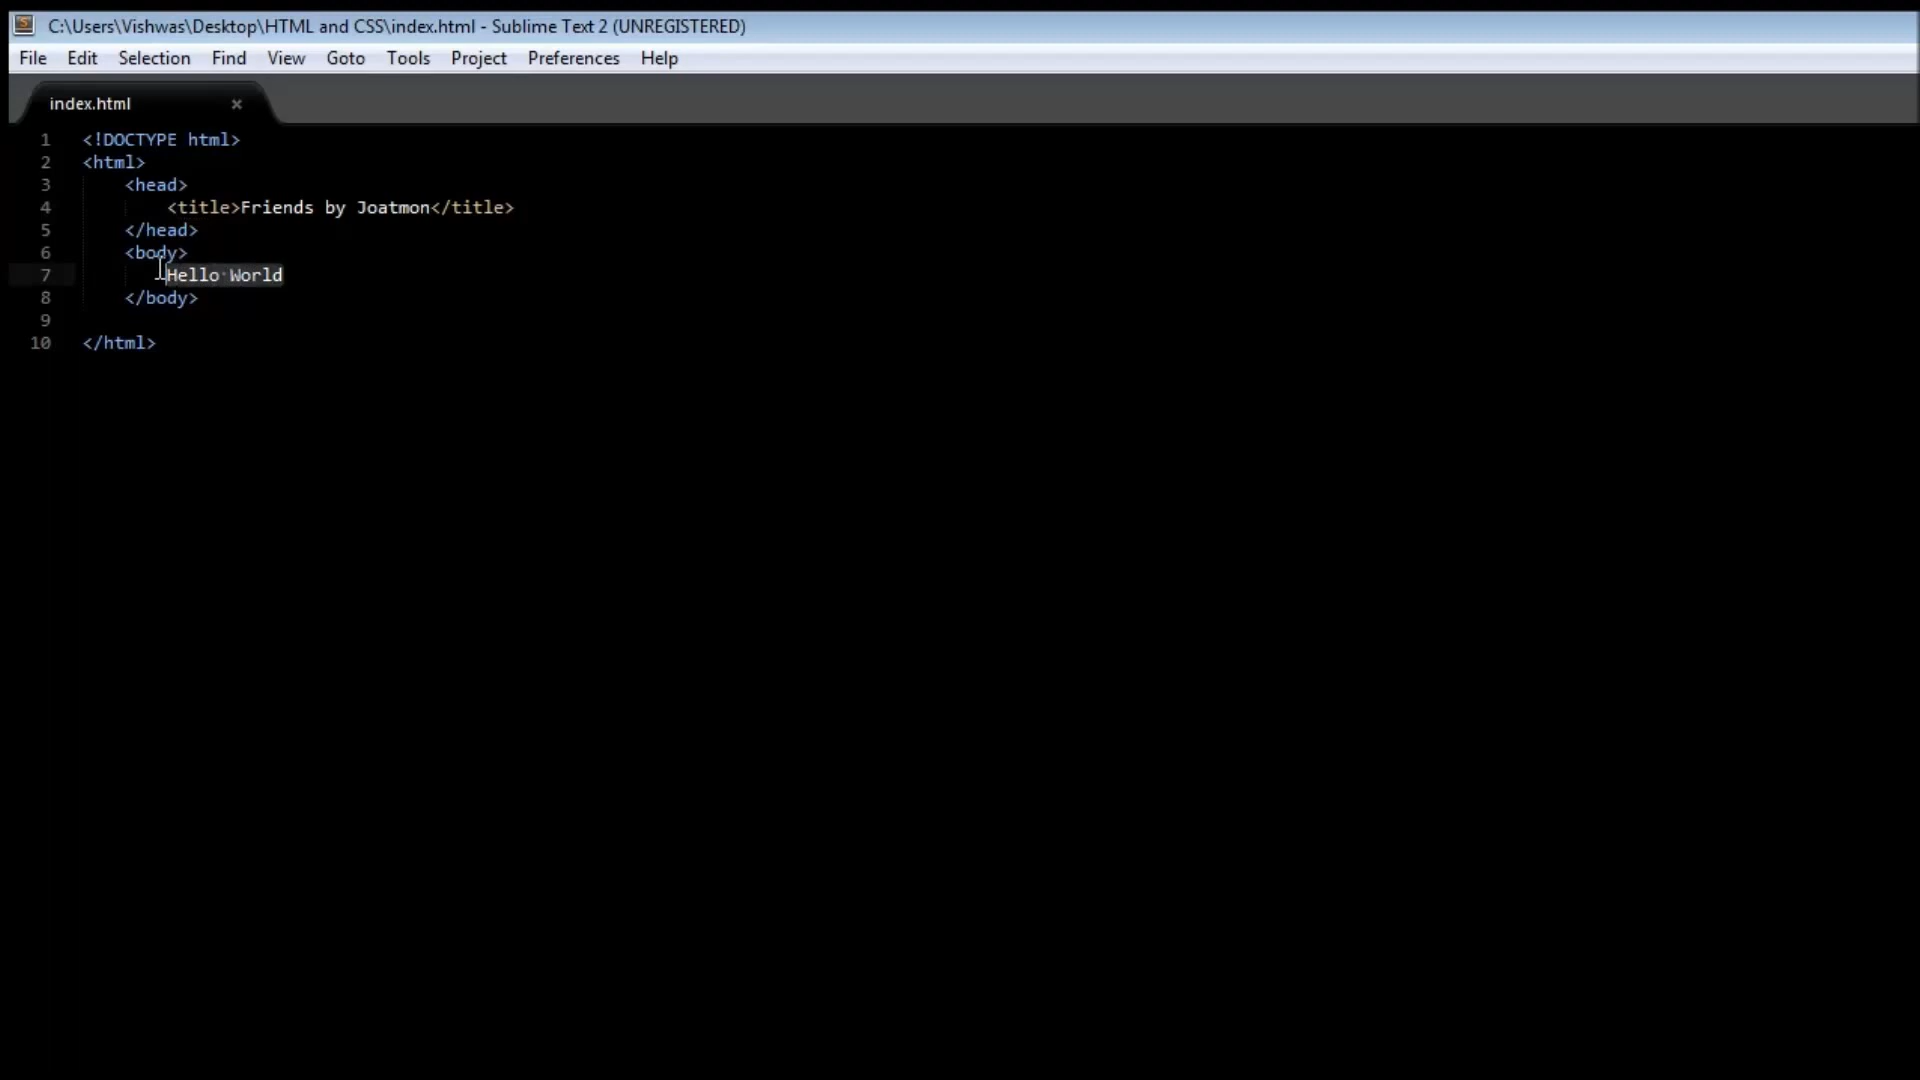 C:\Users\Vishwas\Desktop\HTML and CSS\index.html - Sublime Text 2 (UNREGISTERED)
File Edit Selection Find View Goto Tools Project Preferences Help
index.html ×
1 <!DOCTYPE html>
2 <html>
3 <head>
4 <title>Friends by Joatmon</title>
5 </head>
6 <body>
7 Hello World
8 </body>
9
10 </html>